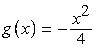 g(x) = -x²/4